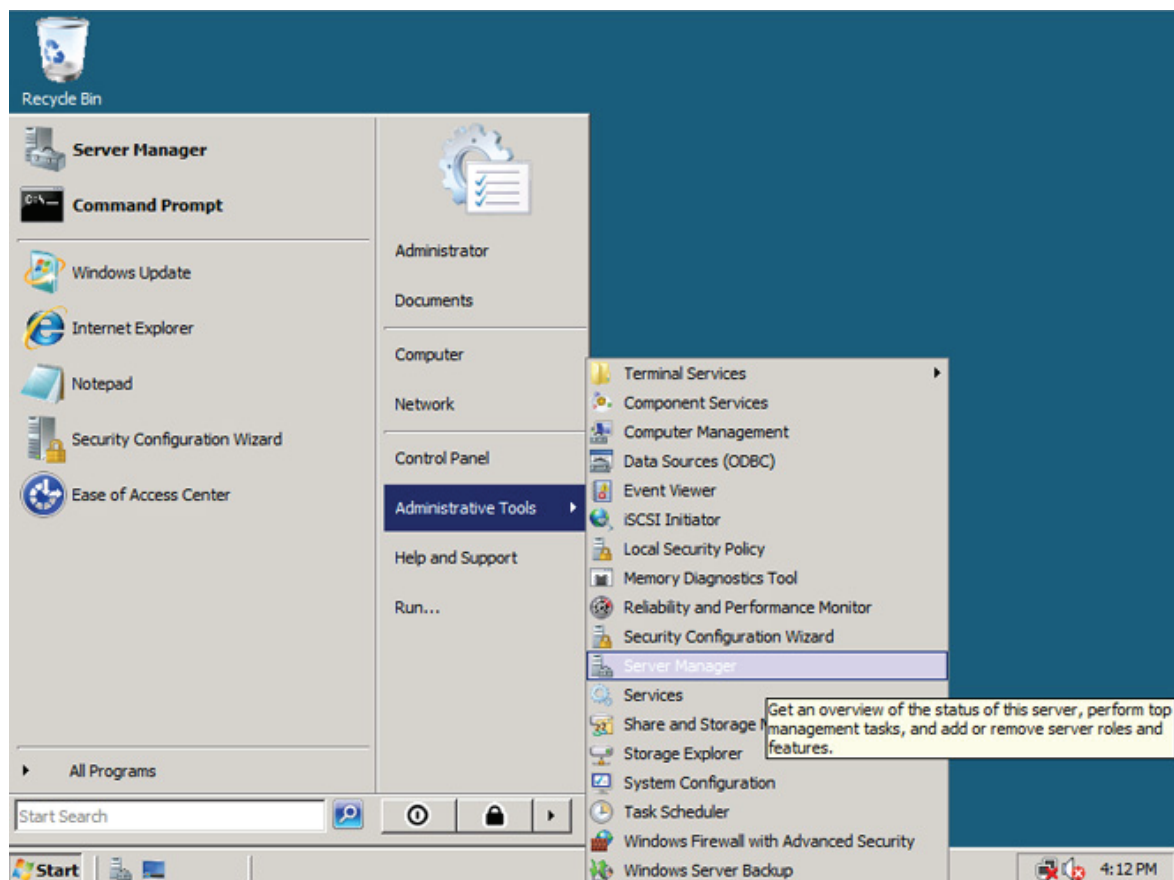 Recycle Bin
Server Manager
Command Prompt
Windows Update
Internet Explorer
Notepad
Security Configuration Wizard
Ease of Access Center
All Programs
Start Search
Administrator
Documents
Computer
Network
Control Panel
Administrative Tools
Help and Support
Run...
Terminal Services
Component Services
Computer Management
Data Sources (ODBC)
Event Viewer
iSCSI Initiator
Local Security Policy
Memory Diagnostics Tool
Reliability and Performance Monitor
Security Configuration Wizard
Server Manager
Services
Share and Storage
Storage Explorer
System Configuration
Task Scheduler
Windows Firewall with Advanced Security
Windows Server Backup
Get an overview of the status of this server, perform top
management tasks, and add or remove server roles and
features.
Start
4:12 PM